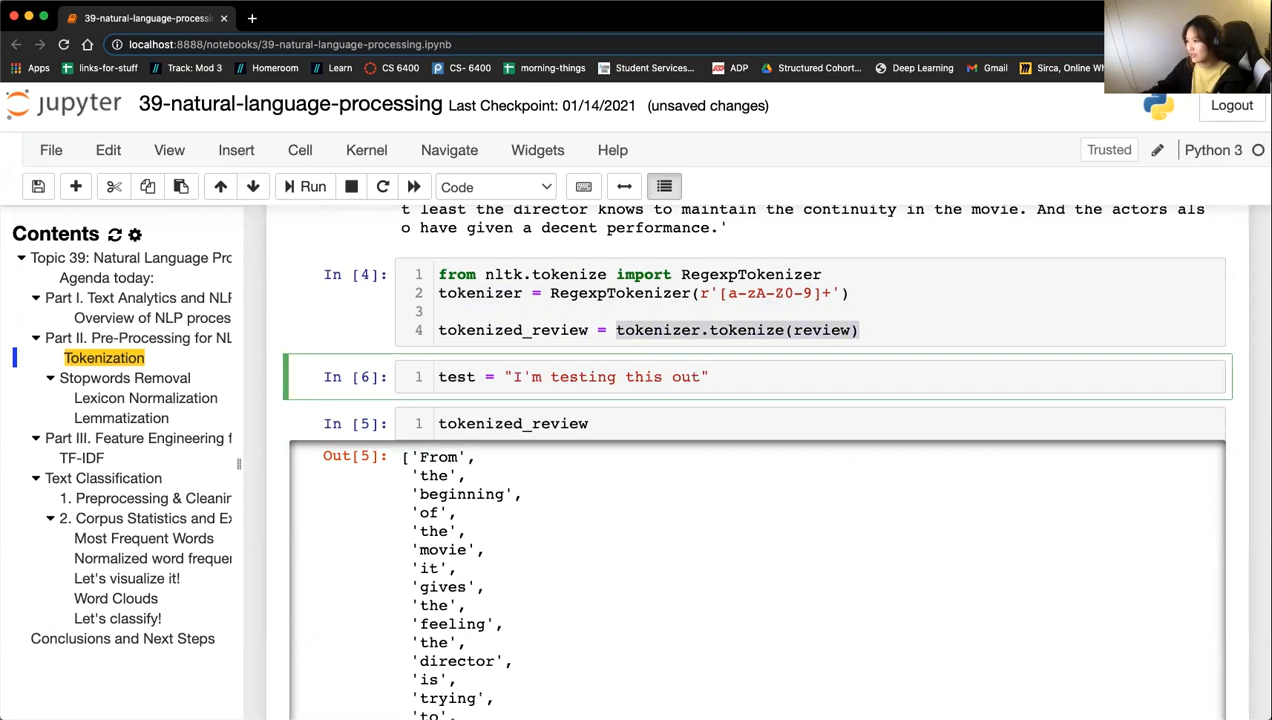 39-natural-language-processin
localhost:8888/notebooks/39-natural-language-processing.ipynb
Apps links-for-stuff Track: Mod 3 Homeroom Learn CS 6400 CS- 6400 morning-things Student Services... ADP Structured Cohort... Deep Learning Gmail Sirca, Online Wh
jupyter 39-natural-language-processing Last Checkpoint: 01/14/2021 (unsaved changes) Logout
File Edit View Insert Cell Kernel Navigate Widgets Help Trusted Python 3
Run Code
Contents
Topic 39: Natural Language Prc
Agenda today:
Part I. Text Analytics and NLF
Overview of NLP proces
Part II. Pre-Processing for NL
Tokenization
Stopwords Removal
Lexicon Normalization
Lemmatization
Part III. Feature Engineering f
TF-IDF
Text Classification
1. Preprocessing & Cleanir
2. Corpus Statistics and Ex
Most Frequent Words
Normalized word frequer
Let's visualize it!
Word Clouds
Let's classify!
Conclusions and Next Steps
t least the director knows to maintain the continuity in the movie. And the actors als
o have given a decent performance.'
In [4]: 1 from nltk.tokenize import RegexpTokenizer
2 tokenizer = RegexpTokenizer(r'[a-zA-Z0-9]+')
3
4 tokenized_review = tokenizer.tokenize(review)
In [6]: 1 test = "I'm testing this out"
In [5]: 1 tokenized_review
Out[5]: ['From',
'the',
'beginning',
'of',
'the',
'movie',
'it',
'gives',
'the',
'feeling',
'the',
'director',
'is',
'trying',
'to',